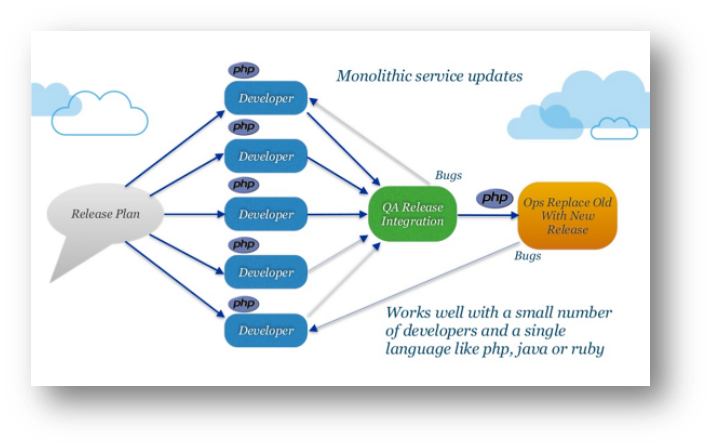 Monolithic service updates
php
Developer
php
Developer
php
Developer
php
Developer
php
Developer
Release Plan
Bugs
QA Release
Integration
php
Ops Replace Old
With New
Release
Bugs
Works well with a small number
of developers and a single
language like php, java or ruby